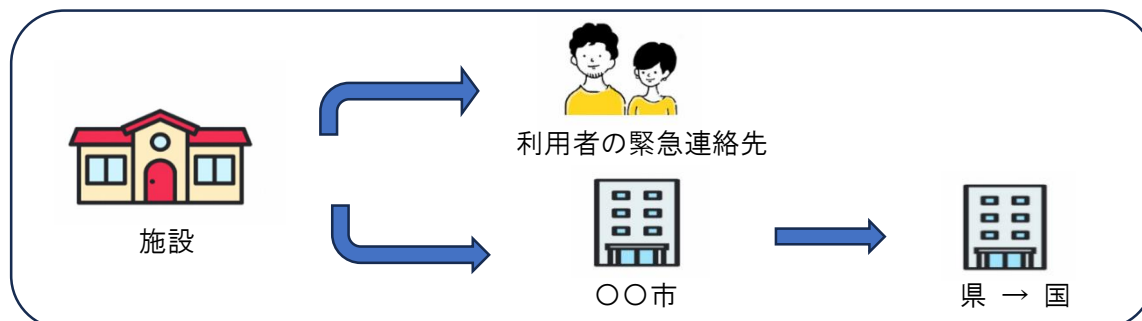 利用者の緊急連絡先
施設
〇〇市
県 → 国